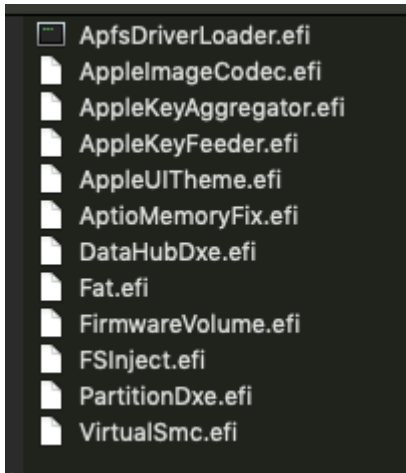 ApfsDriverLoader.efi
AppleImageCodec.efi
AppleKeyAggregator.efi
AppleKeyFeeder.efi
AppleUITheme.efi
AptioMemoryFix.efi
DataHubDxe.efi
Fat.efi
FirmwareVolume.efi
FSInject.efi
PartitionDxe.efi
VirtualSmc.efi